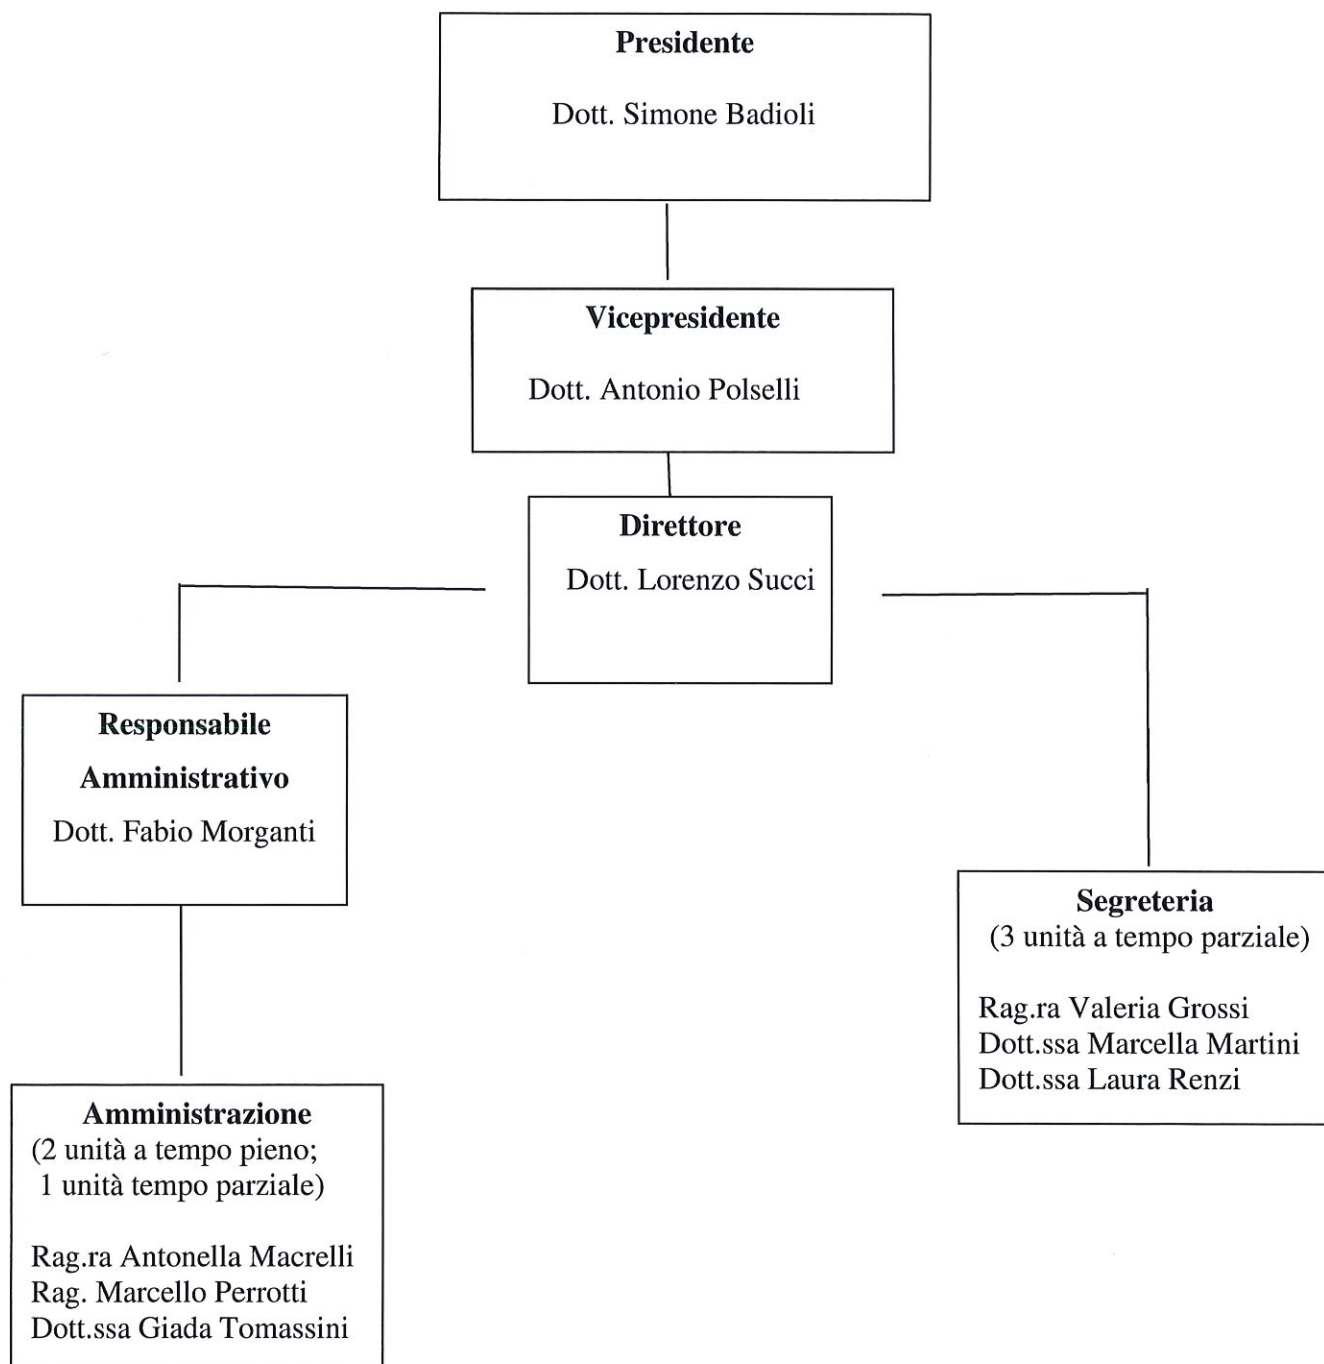 Presidente
Dott. Simone Badioli
Vicepresidente
Dott. Antonio Polselli
Direttore
Dott. Lorenzo Succi
Responsabile
Amministrativo
Dott. Fabio Morganti
Segreteria
(3 unità a tempo parziale)
Rag.ra Valeria Grossi
Dott.ssa Marcella Martini
Dott.ssa Laura Renzi
Amministrazione
(2 unità a tempo pieno;
1 unità tempo parziale)
Rag.ra Antonella Macrelli
Rag. Marcello Perrotti
Dott.ssa Giada Tomassini